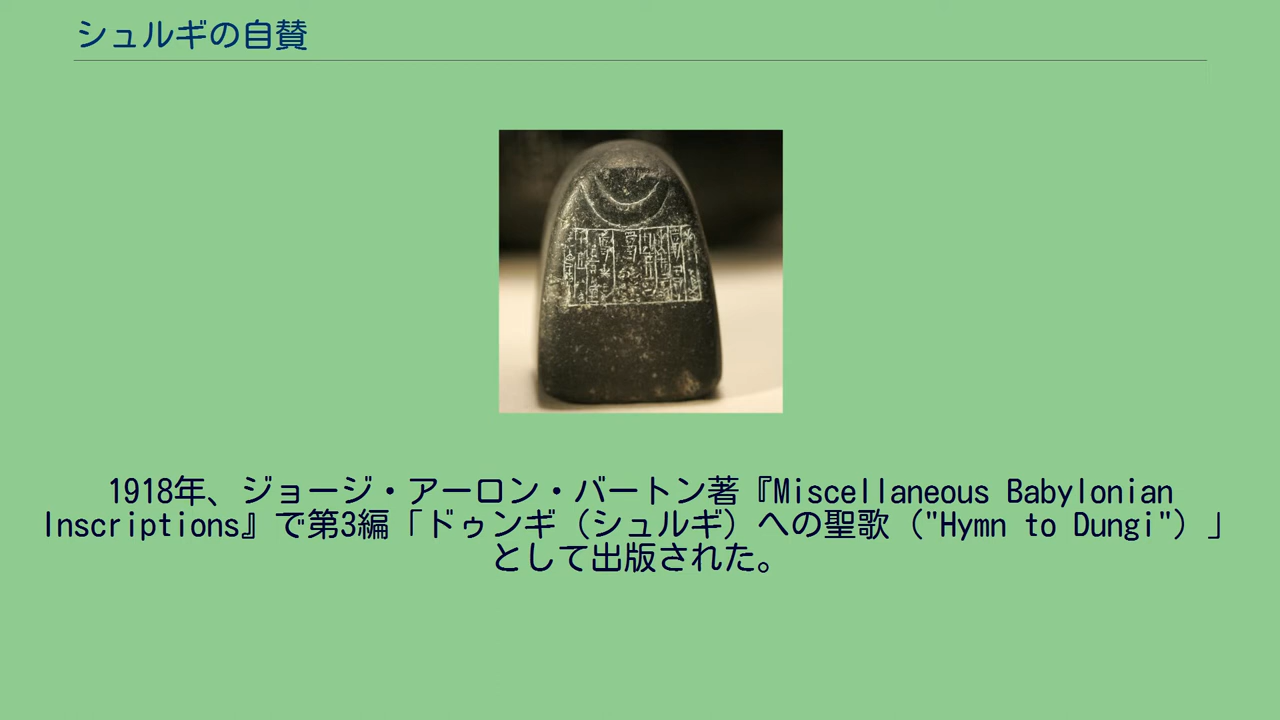 シュルギの自賛
1918年、ジョージ・アーロン・バートン著『Miscellaneous Babylonian
Inscriptions』で第3編「ドゥンギ（シュルギ）への聖歌（"Hymn to Dungi"）」
として出版された。